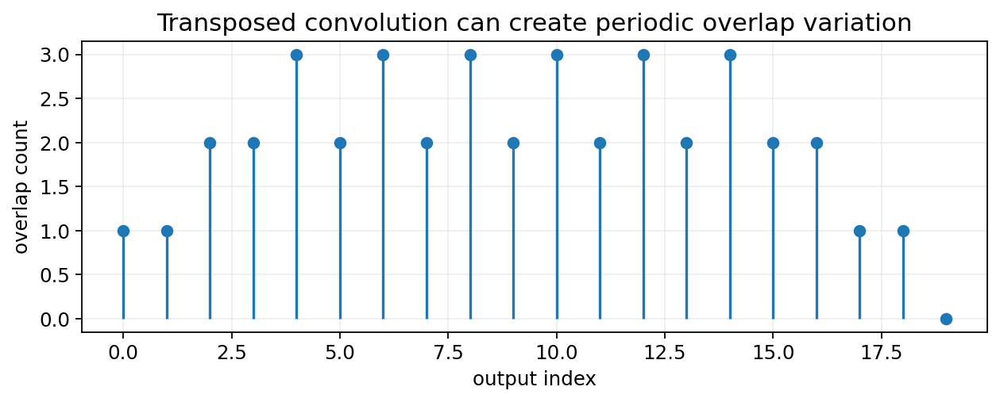 Transposed convolution can create periodic overlap variation
overlap count
3.0
2.5
2.0
1.5
1.0
0.5
0.0
0.0 2.5 5.0 7.5 10.0 12.5 15.0 17.5
output index